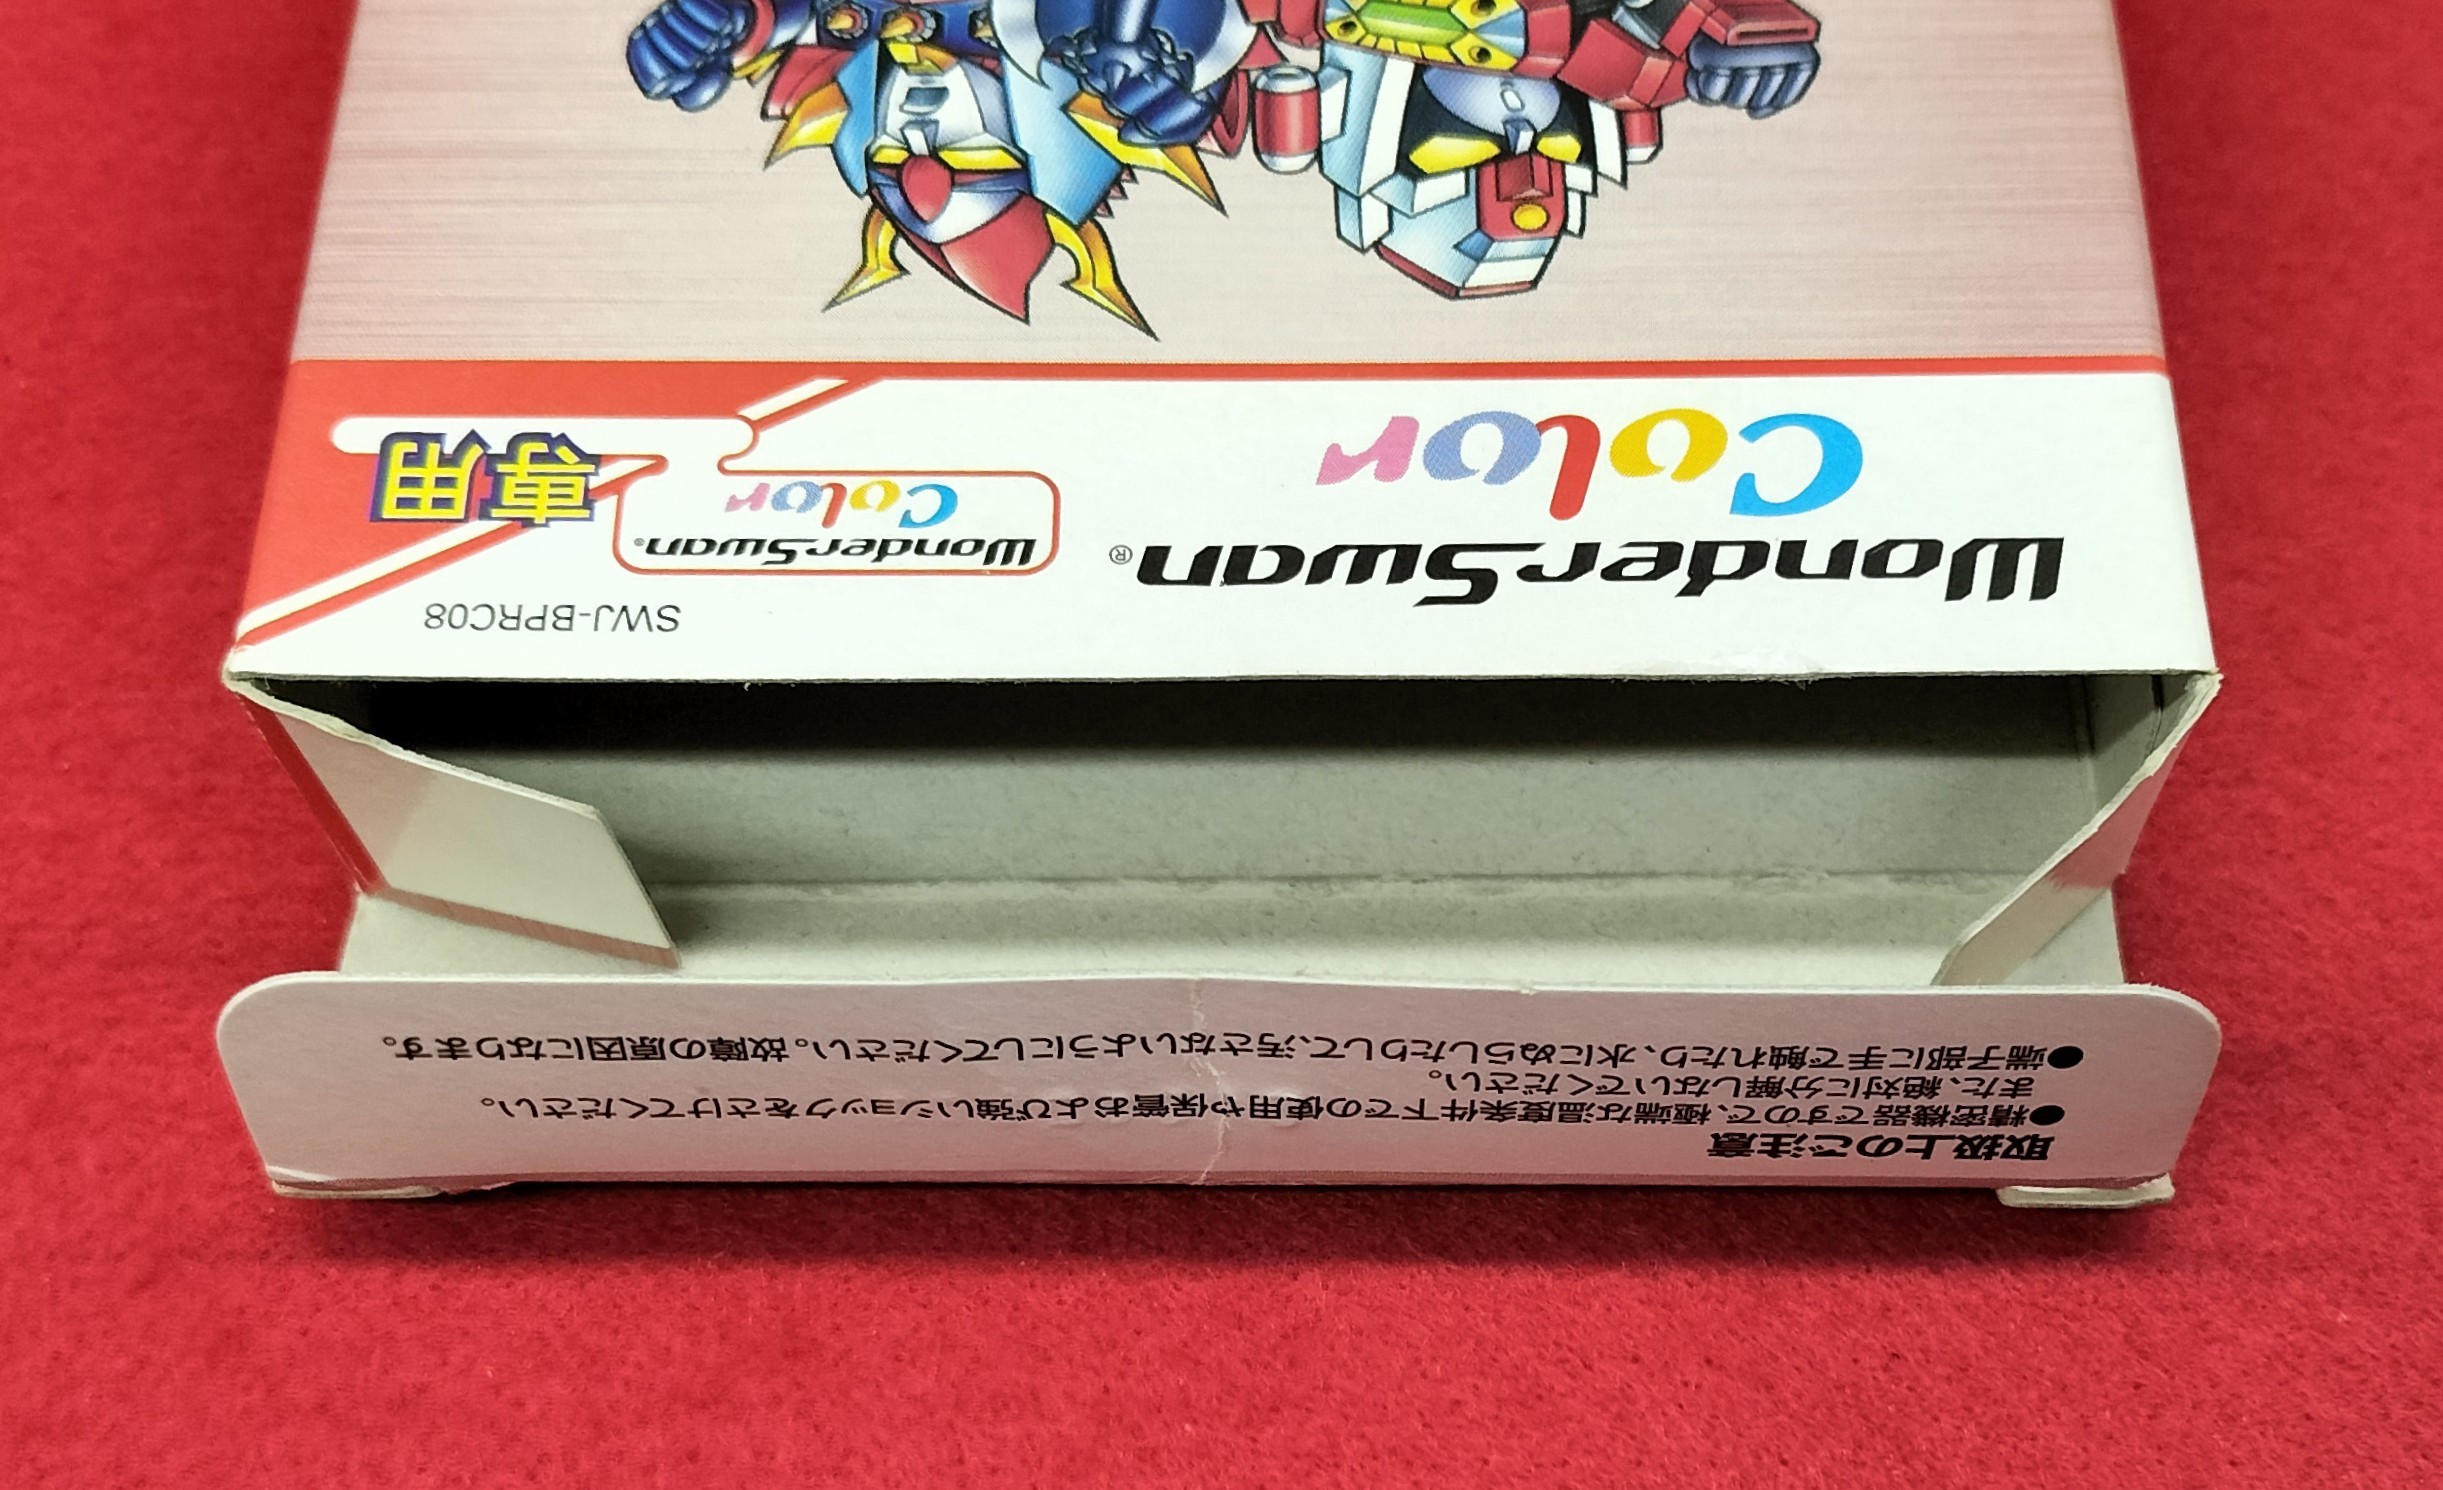 取扱上のご注意
●精密機器ですので、極端な温度条件下での使用や保管および強いショックをさけてください。
また、絶対に分解しないでください。
●端子部に手で触れたり、水にぬらしたりして、汚さないようにしてください。故障の原因になります。
SWJ-BPRC08
WonderSwan®
Color
WonderSwan®
Color
専用